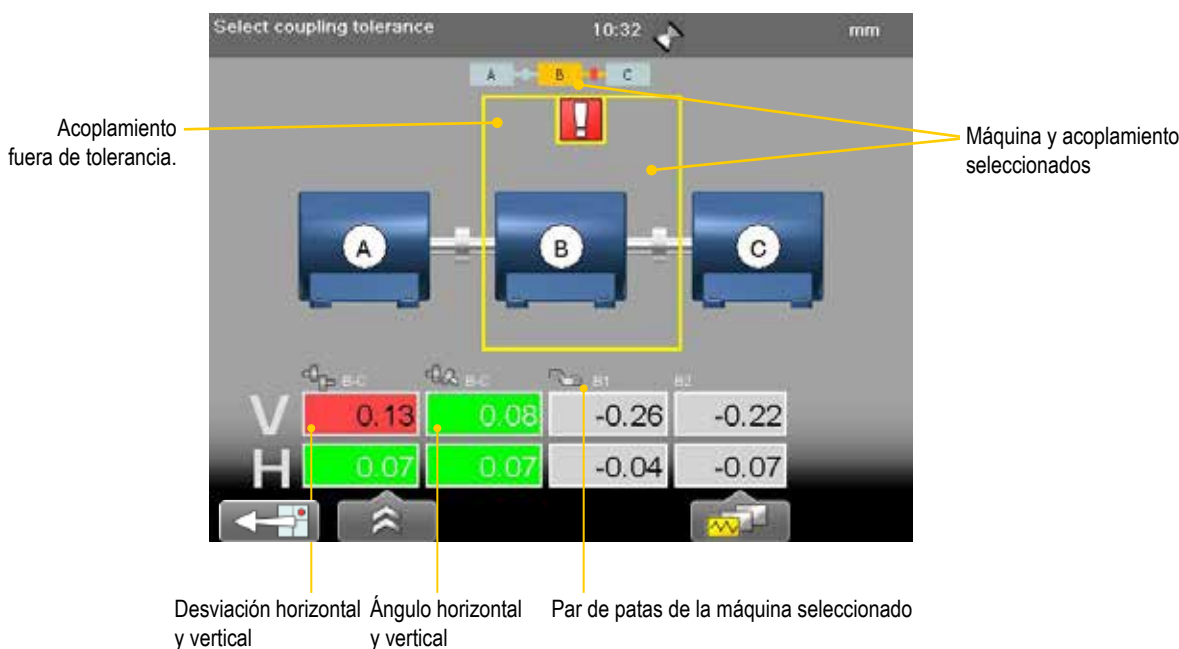 Select coupling tolerance 10:32 mm
A B C
!
Acoplamiento
fuera de tolerancia.
Máquina y acoplamiento
seleccionados
A B C
B-C B-C B1 B2
V 0.13 0.08 -0.26 -0.22
H 0.07 0.07 -0.04 -0.07
Desviación horizontal
y vertical
Ángulo horizontal
y vertical
Par de patas de la máquina seleccionado